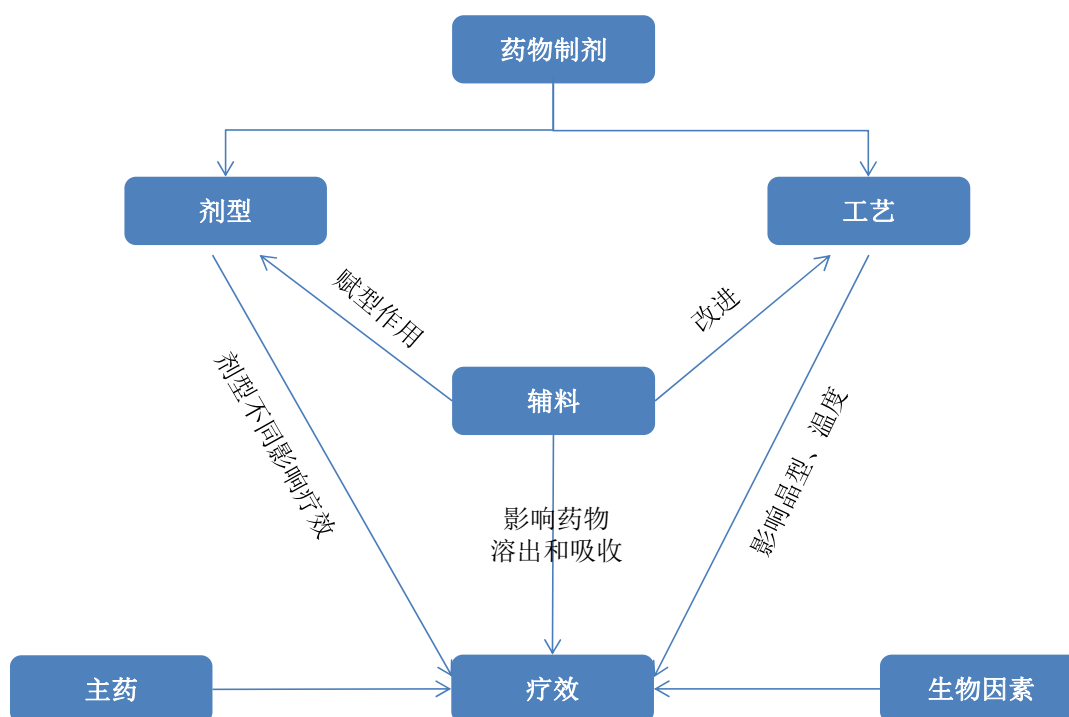 药物制剂
剂型
工艺
赋型作用
改进
辅料
剂型不同影响疗效
影响晶型、温度
影响药物
溶出和吸收
主药
疗效
生物因素